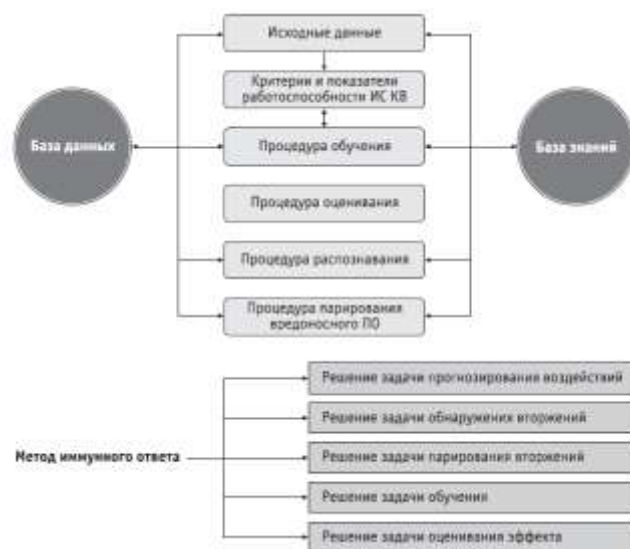 Исходные данные
Критерии и показатели
работоспособности ИС КВ
База данных
Процедура обучения
База знаний
Процедура оценивания
Процедура распознавания
Процедура парирования
вредоносного ПО
Решение задачи прогнозирования воздействий
Решение задачи обнаружения вторжений
Метод иммунного ответа
Решение задачи парирования вторжений
Решение задачи обучения
Решение задачи оценивания эффекта